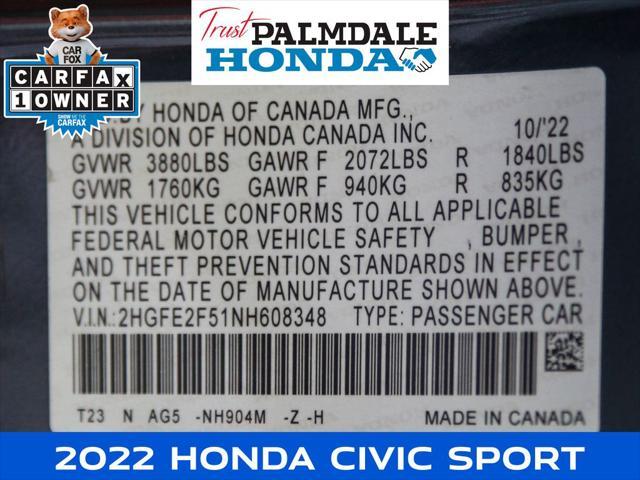 Trust PALMDALE
HONDA
CAR
FOX
CARFAX
1 OWNER
SHOW ME THE
CARFAX
BY HONDA OF CANADA MFG.,
A DIVISION OF HONDA CANADA INC. 10/'22
GVWR 3880LBS GAWR F 2072LBS R 1840LBS
GVWR 1760KG GAWR F 940KG R 835KG
THIS VEHICLE CONFORMS TO ALL APPLICABLE
FEDERAL MOTOR VEHICLE SAFETY , BUMPER ,
AND THEFT PREVENTION STANDARDS IN EFFECT
ON THE DATE OF MANUFACTURE SHOWN ABOVE.
V.I.N.:2HGFE2F51NH608348 TYPE: PASSENGER CAR
T23 N AG5 -NH904M -Z -H MADE IN CANADA
2022 HONDA CIVIC SPORT